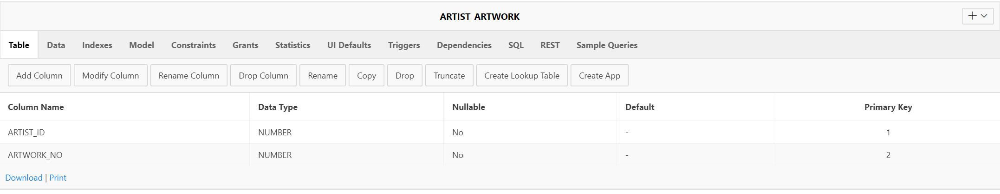 ARTIST_ARTWORK
Table Data Indexes Model Constraints Grants Statistics UI Defaults Triggers Dependencies SQL REST Sample Queries
Add Column Modify Column Rename Column Drop Column Rename Copy Drop Truncate Create Lookup Table Create App
Column Name Data Type Nullable Default Primary Key
ARTIST_ID NUMBER No - 1
ARTWORK_NO NUMBER No - 2
Download | Print